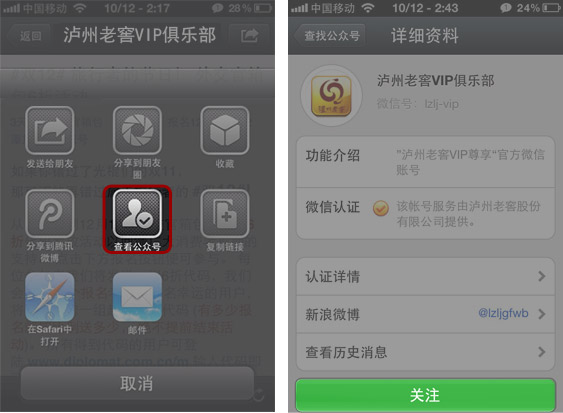 中国移动
10/12 - 2:17
28%
返回
泸州老窖VIP俱乐部
发送给朋友
分享到朋友圈
收藏
分享到腾讯微博
查看公众号
复制链接
在Safari中打开
邮件
取消
中国移动
10/12 - 2:43
24%
查找公众号
详细资料
泸州老窖VIP俱乐部
微信号：lzlj-vip
功能介绍
"泸州老窖VIP尊享"官方微信
账号
微信认证
该帐号服务由泸州老窖股份
有限公司提供。
认证详情
新浪微博
@lzljgfwb
查看历史消息
关注